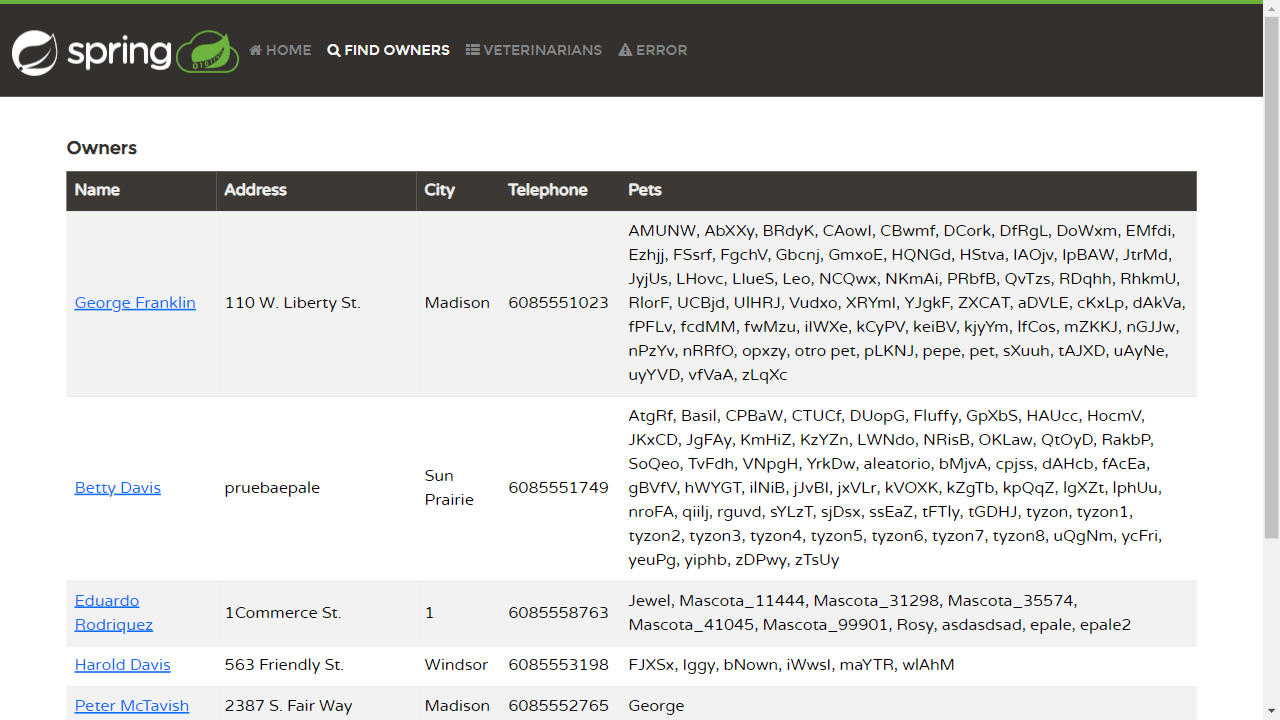 spring HOME FIND OWNERS VETERINARIANS ERROR
Owners
Name Address City Telephone Pets
George Franklin 110 W. Liberty St. Madison 6085551023
AMUNW, AbXXy, BRdyK, CAowI, CBwmf, DCork, DfRgL, DoWxm, EMfdi,
Ezhjj, FSsrf, FgchV, Gbcnj, GmxoE, HQNGd, HStva, IAOjv, IpBAW, JtrMd,
JyjUs, LHovc, LlueS, Leo, NCQwx, NKmAi, PRbfB, QvTzs, RDqhh, RhkmU,
RlorF, UCBjd, UlHRJ, Vudxo, XRYml, YJgkF, ZXCAT, aDVLE, cKxLp, dAkVa,
fPFLv, fcdMM, fwMzu, iIWXe, kCyPV, keiBV, kjyYm, lfCos, mZKKJ, nGJJw,
nPzYv, nRRfO, opxzy, otro pet, pLKNJ, pepe, pet, sXuuh, tAJXD, uAyNe,
uyYVD, vfVaA, zLqXc
Betty Davis pruebaepale Sun Prairie 6085551749
AtgRf, Basil, CPBaW, CTUCf, DUopG, Fluffy, GpXbS, HAUcc, HocmV,
JKxCD, JgFAy, KmHiZ, KzYZn, LWNdo, NRisB, OKLaw, QtOyD, RakbP,
SoQeo, TvFdh, VNpgH, YrkDw, aleatorio, bMjvA, cpjss, dAHcb, fAcEa,
gBVfV, hWYGT, ilNiB, jJvBl, jxVLr, kVOXK, kZgTb, kpQqZ, lgXZt, lphUu,
nroFA, qiilj, rguvd, sYLzT, sjDsx, ssEaZ, tFTly, tGDHJ, tyzon, tyzon1,
tyzon2, tyzon3, tyzon4, tyzon5, tyzon6, tyzon7, tyzon8, uQgNm, ycFri,
yeuPg, yiphb, zDPwy, zTsUy
Eduardo Rodriquez 1Commerce St. 1 6085558763
Jewel, Mascota_11444, Mascota_31298, Mascota_35574,
Mascota_41045, Mascota_99901, Rosy, asdasdsad, epale, epale2
Harold Davis 563 Friendly St. Windsor 6085553198 FJXSx, Iggy, bNown, iWwsI, maYTR, wlAhM
Peter McTavish 2387 S. Fair Way Madison 6085552765 George